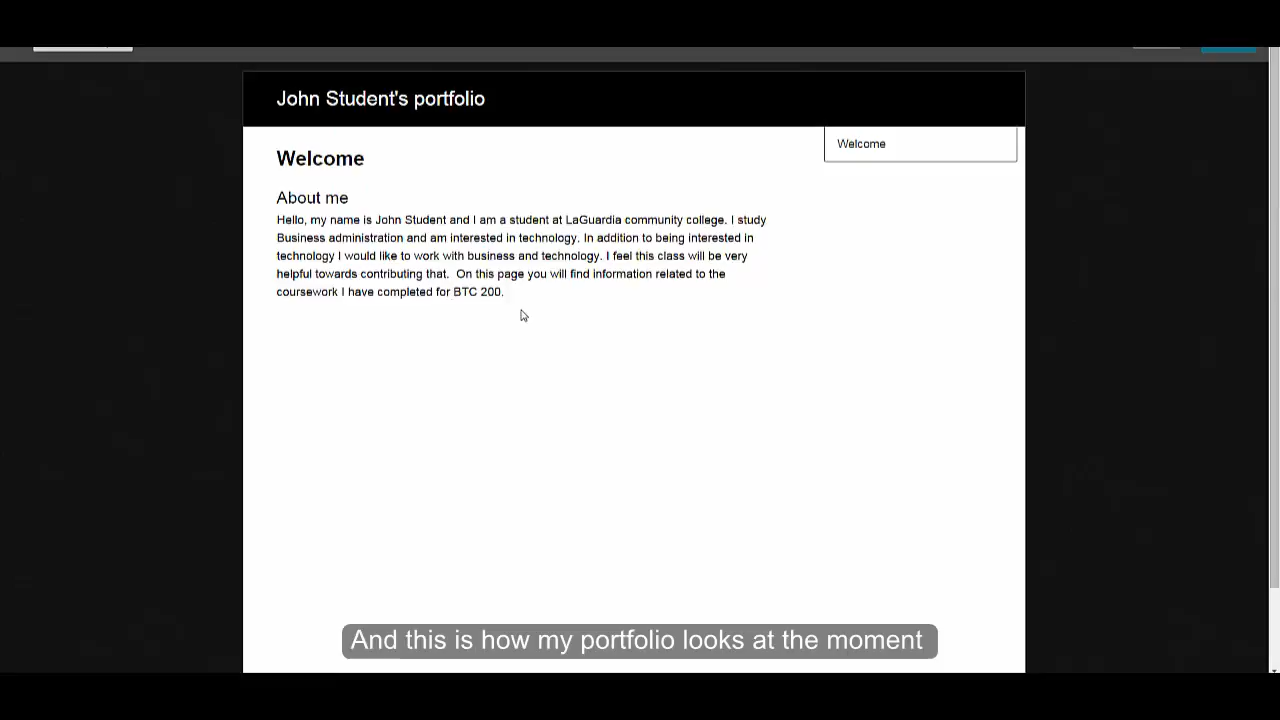 John Student's portfolio
Welcome
Welcome
About me
Hello, my name is John Student and I am a student at LaGuardia community college. I study
Business administration and am interested in technology. In addition to being interested in
technology I would like to work with business and technology. I feel this class will be very
helpful towards contributing that.  On this page you will find information related to the
coursework I have completed for BTC 200.
And this is how my portfolio looks at the moment